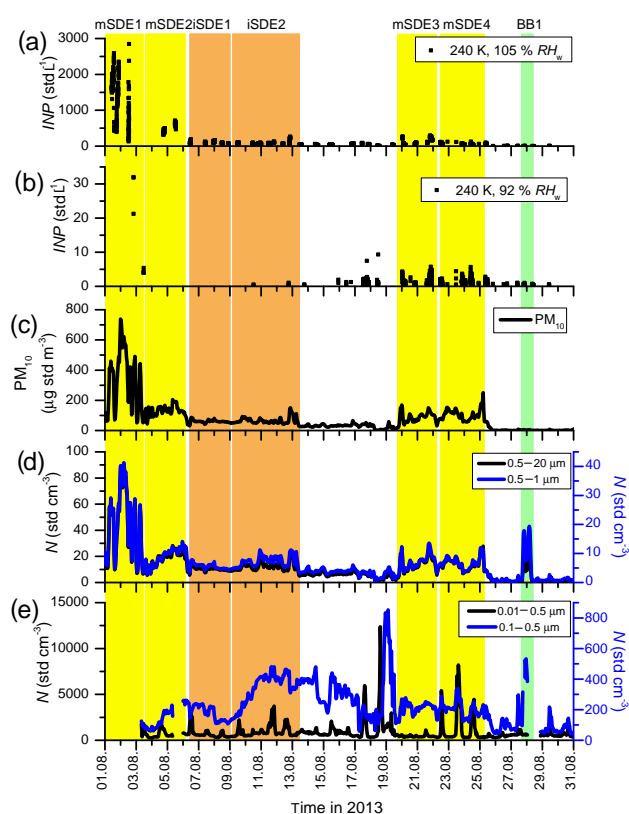 mSDE1 mSDE2 iSDE1 iSDE2 mSDE3 mSDE4 BB1
(a)
3000
2500
2000
1500
1000
500
0
INP (std L⁻¹)
240 K, 105 % RHw
(b)
30
20
10
0
INP (std L⁻¹)
240 K, 92 % RHw
(c)
800
600
400
200
0
PM₁₀
(µg std m⁻³)
PM₁₀
(d)
100
80
60
40
20
0
N (std cm⁻³)
0.5–20 µm
0.5–1 µm
40
30
20
10
0
N (std cm⁻³)
(e)
15000
12500
10000
7500
5000
2500
0
N (std cm⁻³)
0.01–0.5 µm
0.1–0.5 µm
800
600
400
200
0
N (std cm⁻³)
01.08. 03.08. 05.08. 07.08. 09.08. 11.08. 13.08. 15.08. 17.08. 19.08. 21.08. 23.08. 25.08. 27.08. 29.08. 31.08.
Time in 2013